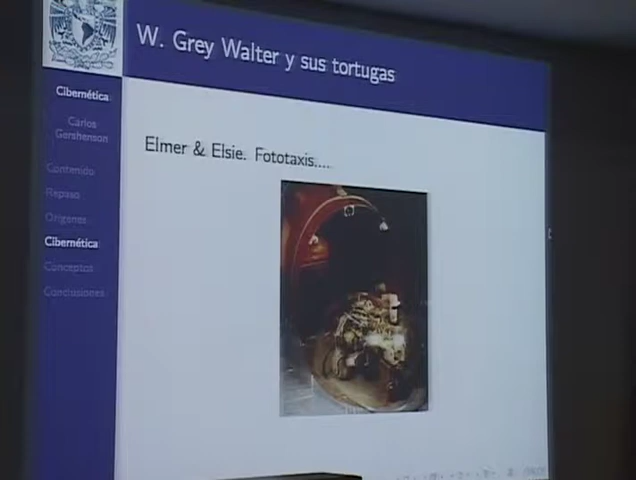 W. Grey Walter y sus tortugas
Cibernética
Carlos
Gershenson
Contenido
Repaso
Orígenes
Cibernética
Conceptos
Conclusiones
Elmer & Elsie. Fototaxis....